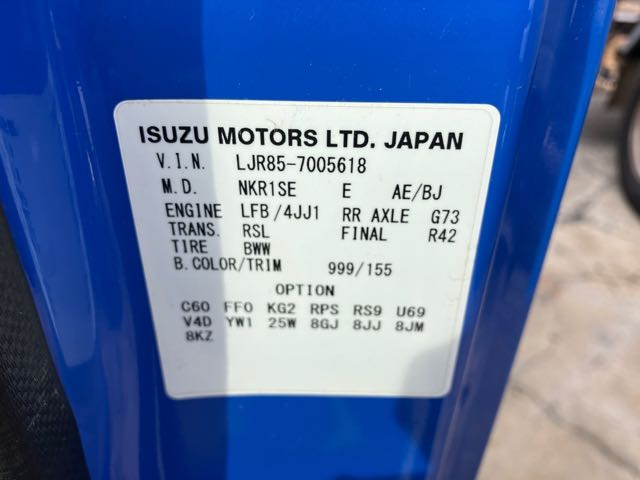 ISUZU MOTORS LTD. JAPAN
V.I.N. LJR85-7005618
M.D. NKR1SE E AE/BJ
ENGINE LFB/4JJ1 RR AXLE G73
TRANS. RSL FINAL R42
TIRE BWW
B.COLOR/TRIM 999/155
OPTION
C60 FF0 KG2 RPS RS9 U69
V4D YW1 25W 8GJ 8JJ 8JM
8KZ